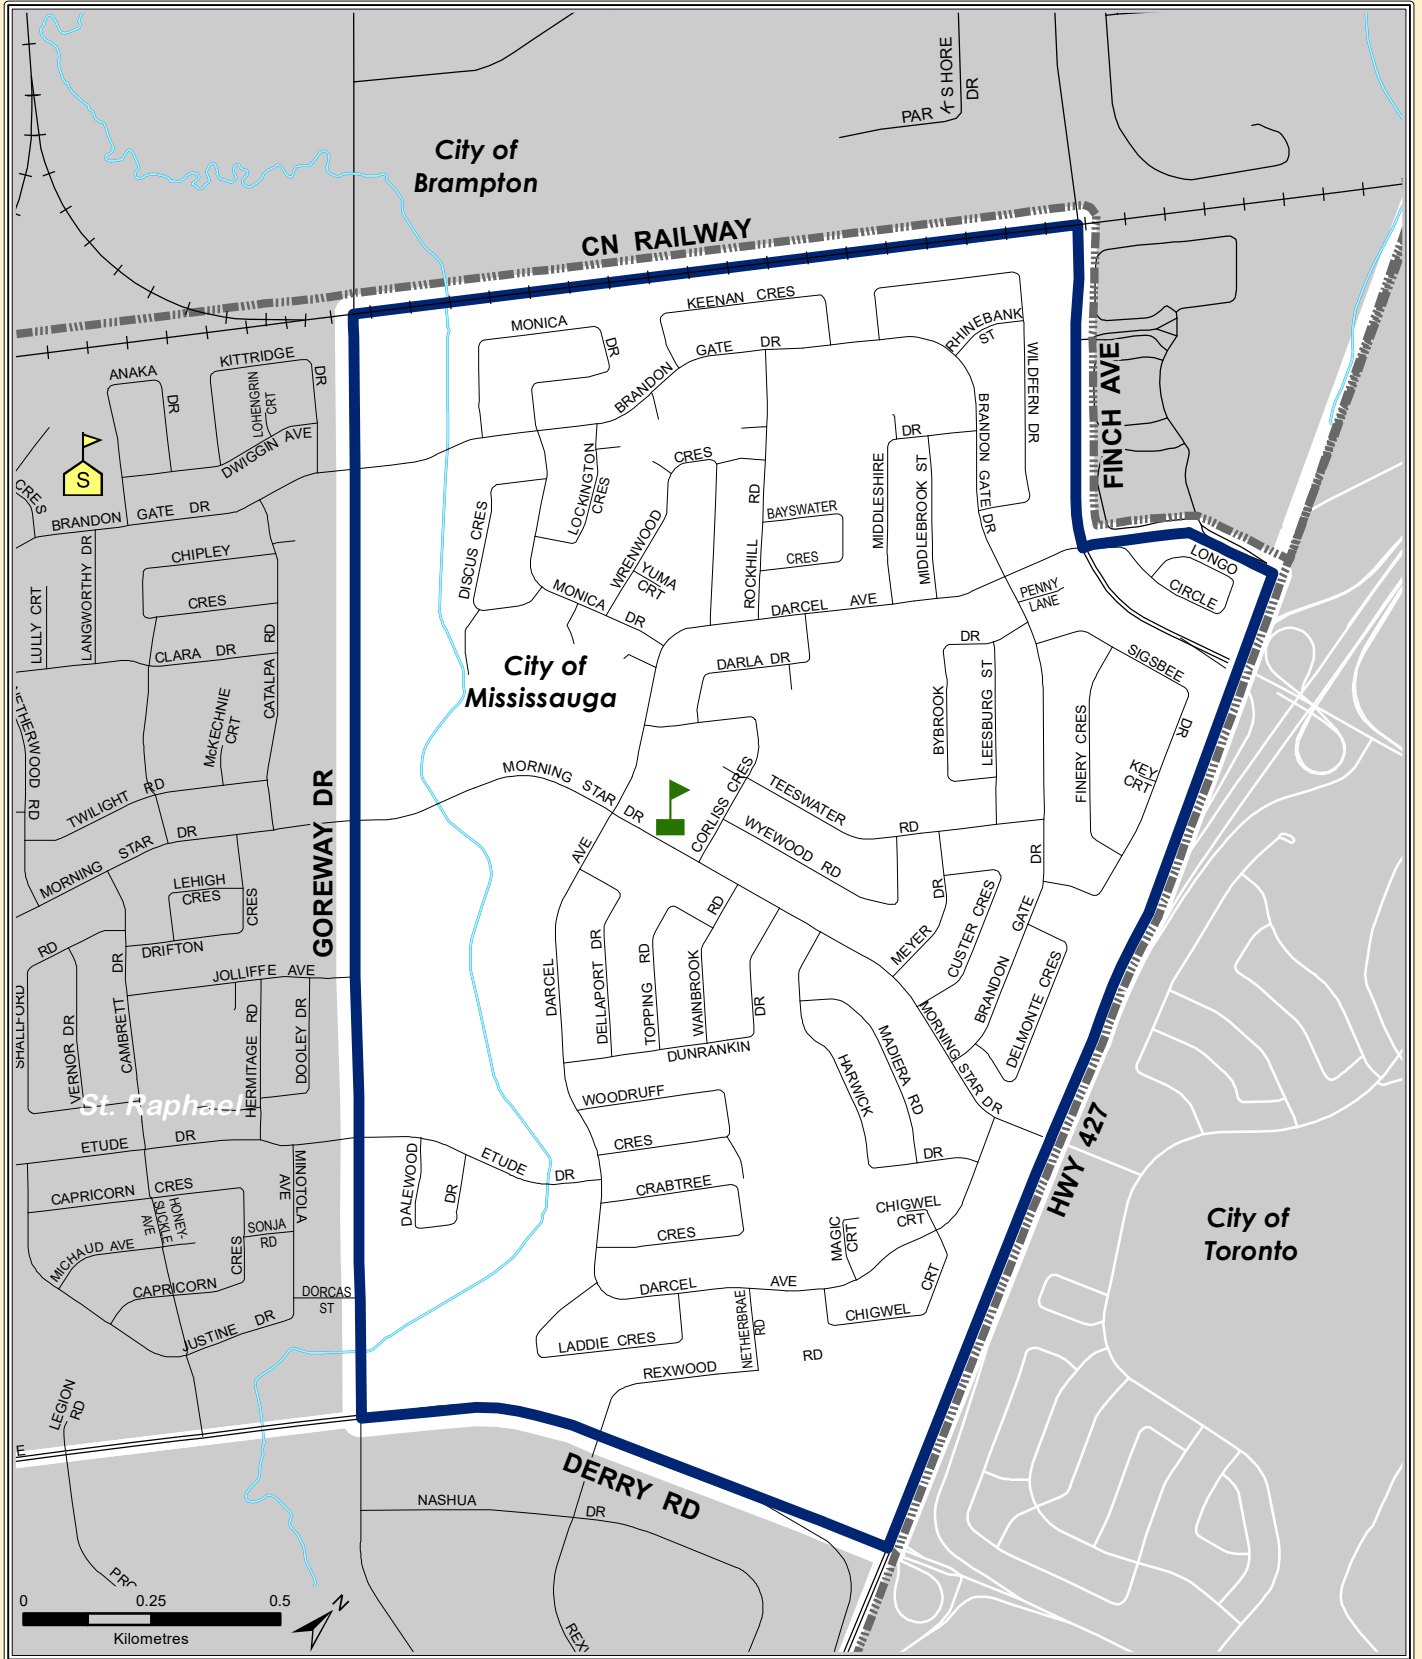 PAR
K S HORE
DR
City of
Brampton
CN RAILWAY
KEENAN CRES
MONICA
DR
GATE DR
BRANDON
RHINEBANK
ST
WILDFERN DR
FINCH AVE
ANAKA
DR
KITTRIDGE
DR
LOHENGRIN
CRT
DWIGGIN AVE
S
CRES
BRANDON GATE DR
LANGWORTHY DR
LULLY CRT
CHIPLEY
CRES
CLARA DR
CATALPA RD
McKECHNIE
CRT
NETHERWOOD RD
TWILIGHT RD
MORNING STAR DR
LEHIGH
CRES
CRES
DRIFTON
RD
JOLLIFFE AVE
SHALLFORD
VERNOR DR
CAMBRETT DR
HERMITAGE RD
DOOLEY DR
St. Raphael
ETUDE DR
CAPRICORN CRES
HONEY-
SUCKLE
AVE
MICHAUD AVE
CAPRICORN
CRES
SONJA
RD
MINOTOLA
AVE
DORCAS
ST
JUSTINE DR
LEGION
RD
E
GOREWAY DR
DISCUS CRES
LOCKINGTON
CRES
CRES
WRENWOOD
YUMA
CRT
MONICA DR
ROCKHILL RD
BAYSWATER
CRES
MIDDLESHIRE
DR
MIDDLEBROOK ST
BRANDON GATE DR
DARCEL AVE
PENNY
LANE
LONGO
CIRCLE
DARLA DR
City of
Mississauga
DR
BYBROOK
LEESBURG ST
SIGSBEE
DR
FINERY CRES
KEY
CRT
MORNING STAR DR
CORLISS CRES
TEESWATER
RD
WYEWOOD RD
AVE
DARCEL
DELLAPORT DR
TOPPING RD
WAINBROOK
RD
DR
DUNRANKIN
MEYER
DR
CUSTER CRES
BRANDON GATE
DR
DELMONTE CRES
MORNING STAR DR
HARWICK
MADIERA RD
DR
WOODRUFF
CRES
ETUDE DR
DALEWOOD
DR
CRABTREE
CRES
DARCEL AVE
MAGIC
CRT
CHIGWEL
CRT
CHIGWEL
CRT
LADDIE CRES
NETHERBRAE
RD
REXWOOD RD
HWY 427
City of
Toronto
DERRY RD
NASHUA DR
0 0.25 0.5
Kilometres
N